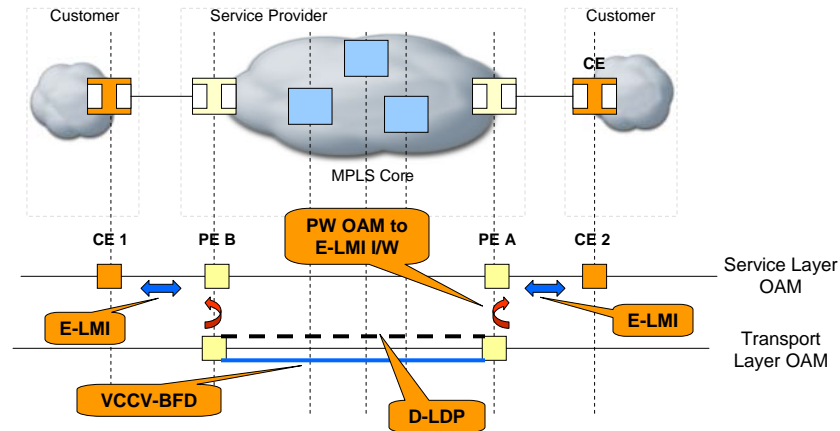 Customer
Service Provider
Customer
CE
MPLS Core
PW OAM to
E-LMI I/W
CE 1
PE B
PE A
CE 2
Service Layer
OAM
E-LMI
E-LMI
Transport
Layer OAM
VCCV-BFD
D-LDP